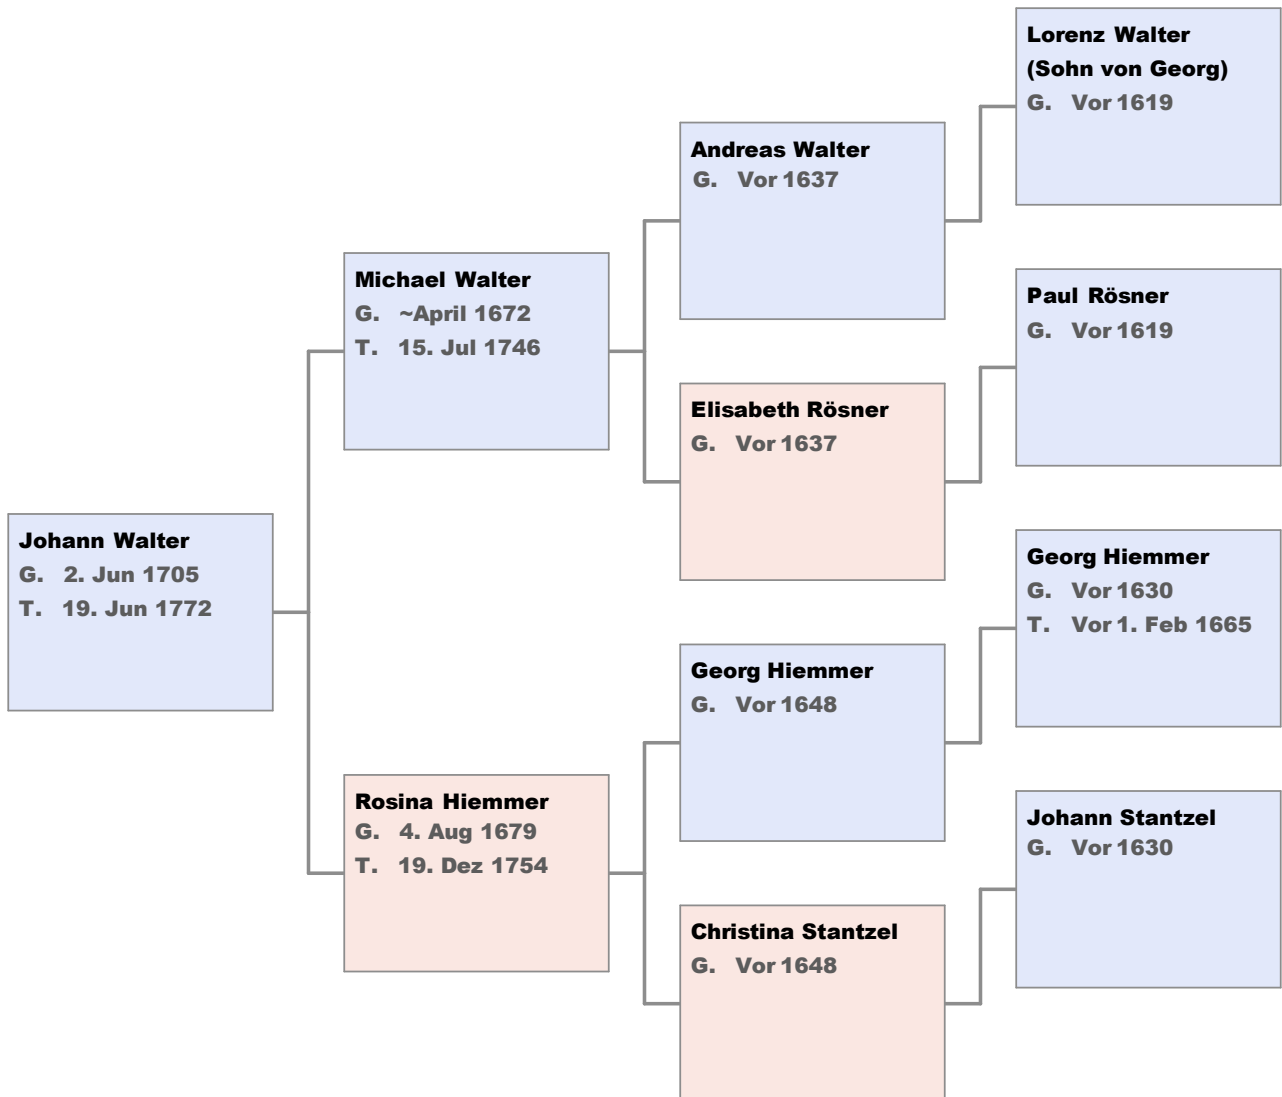 Lorenz Walter
(Sohn von Georg)
G. Vor 1619
Andreas Walter
G. Vor 1637
Michael Walter
G. ~April 1672
T. 15. Jul 1746
Paul Rösner
G. Vor 1619
Elisabeth Rösner
G. Vor 1637
Johann Walter
G. 2. Jun 1705
T. 19. Jun 1772
Georg Hiemmer
G. Vor 1630
T. Vor 1. Feb 1665
Georg Hiemmer
G. Vor 1648
Rosina Hiemmer
G. 4. Aug 1679
T. 19. Dez 1754
Johann Stantzel
G. Vor 1630
Christina Stantzel
G. Vor 1648